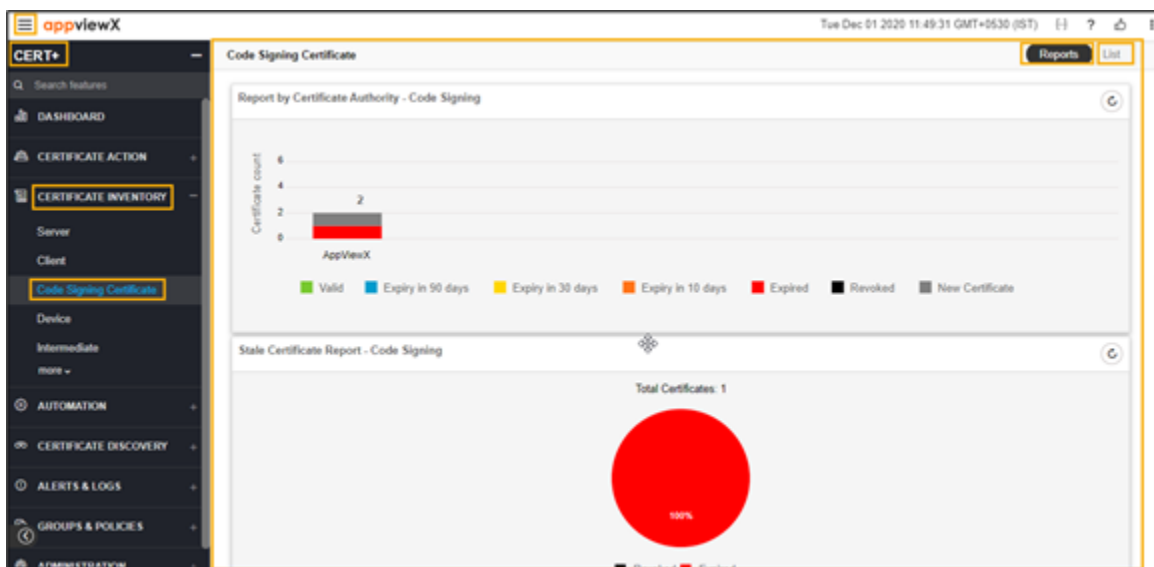 appviewX
Tue Dec 01 2020 11:49:31 GMT+0530 (IST) [-] ?
CERT+
Search features
DASHBOARD
CERTIFICATE ACTION +
CERTIFICATE INVENTORY −
Server
Client
Code Signing Certificate
Device
Intermediate
more
AUTOMATION +
CERTIFICATE DISCOVERY +
ALERTS & LOGS +
GROUPS & POLICIES +
ADMINISTRATION
Code Signing Certificate
Reports List
Report by Certificate Authority - Code Signing
Certificate count
6
4
2
0
2
AppViewX
Valid Expiry in 90 days Expiry in 30 days Expiry in 10 days Expired Revoked New Certificate
Stale Certificate Report - Code Signing
Total Certificates: 1
100%
Revoked Expired